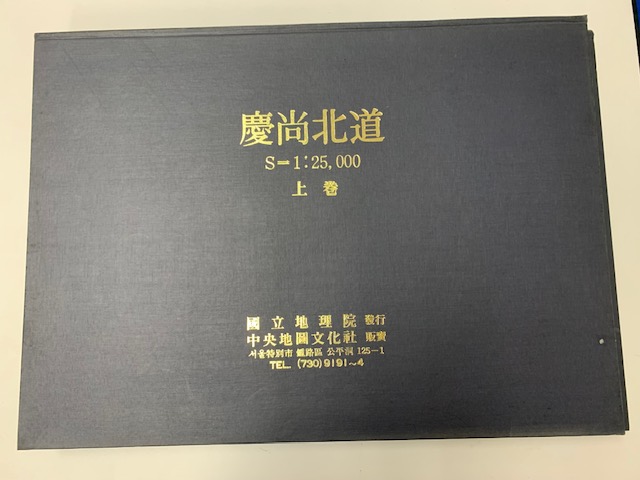 慶尚北道
S=1:25,000
上巻
國立地理院 發行
中央地圖文化社 販賣
서울特別市 鍾路區 公平洞 125-1
TEL. (730)9191~4